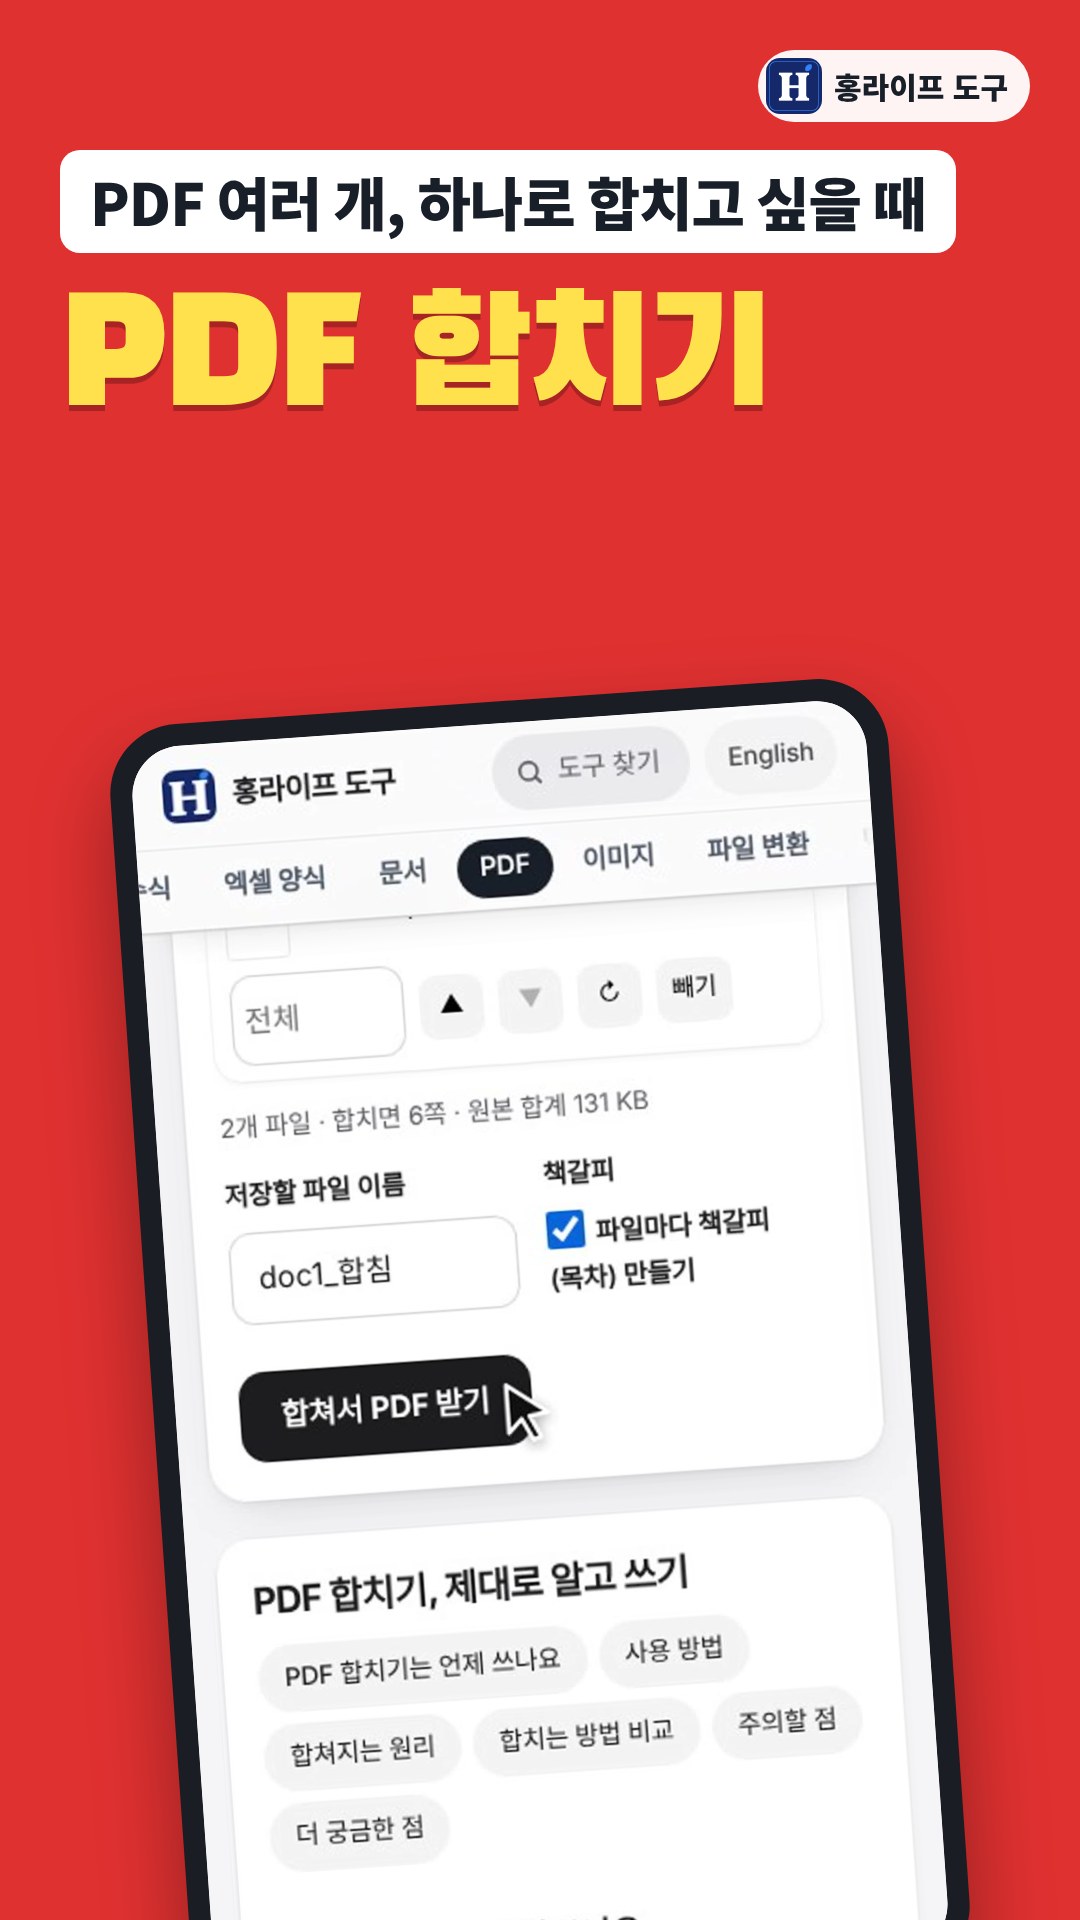 홍라이프 도구
PDF 여러 개, 하나로 합치고 싶을 때
PDF 합치기
홍라이프 도구
도구 찾기
English
엑셀 양식
문서
PDF
이미지
파일 변환
전체
▲
▼
↻
빼기
2개 파일 · 합치면 6쪽 · 원본 합계 131 KB
저장할 파일 이름
책갈피
doc1_합침
파일마다 책갈피
(목차) 만들기
합쳐서 PDF 받기
PDF 합치기, 제대로 알고 쓰기
PDF 합치기는 언제 쓰나요
사용 방법
합쳐지는 원리
합치는 방법 비교
주의할 점
더 궁금한 점